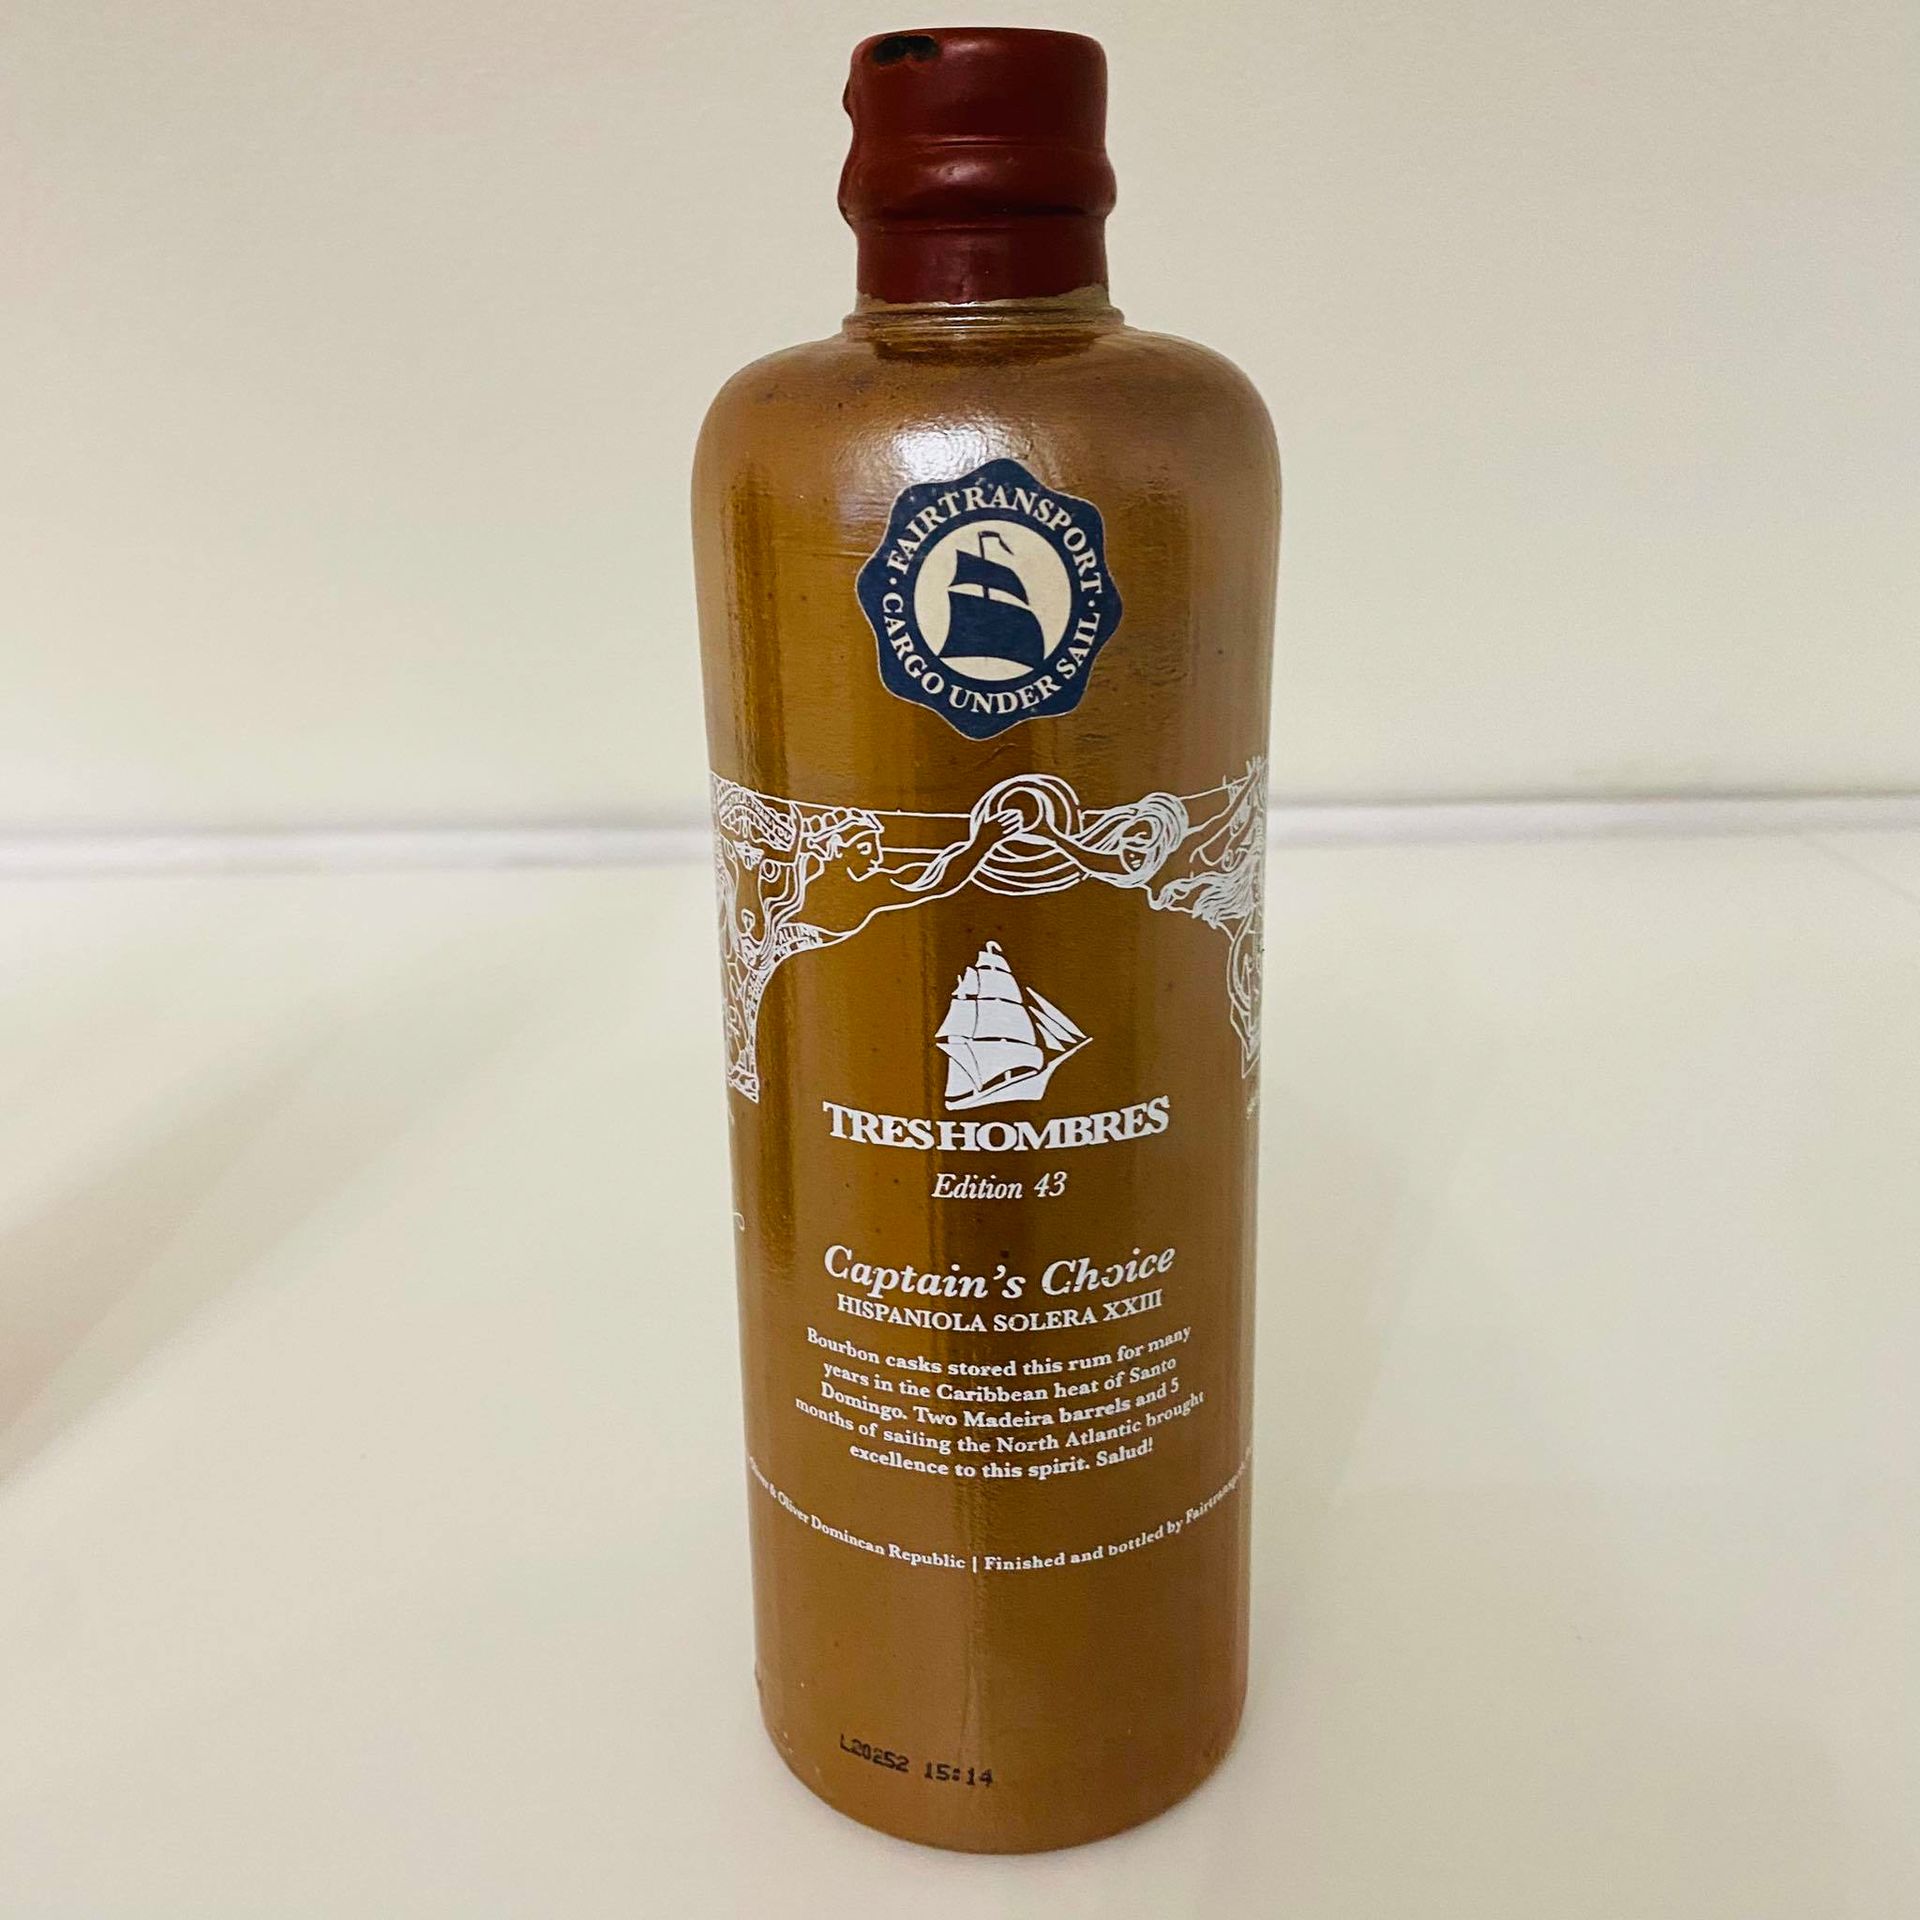 FAIRTRANSPORT
CARGO UNDER SAIL
TRES HOMBRES
Edition 43
Captain's Choice
HISPANIOLA SOLERA XXIII
Bourbon casks stored this rum for many
years in the Caribbean heat of Santo
Domingo. Two Madeira barrels and 5
months of sailing the North Atlantic brought
excellence to this spirit. Salud!
& Oliver Domincan Republic | Finished and bottled by
L20252 15:14